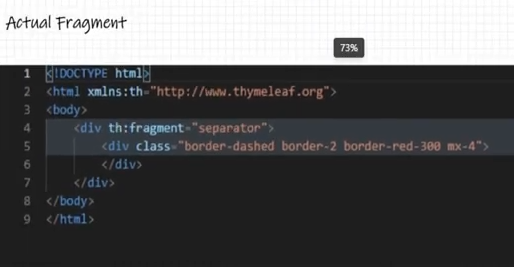 Actual Fragment
73%
1 <!DOCTYPE html>
2 <html xmlns:th="http://www.thymeleaf.org">
3 <body>
4 <div th:fragment="separator">
5 <div class="border-dashed border-2 border-red-300 mx-4">
6 </div>
7 </div>
8 </body>
9 </html>